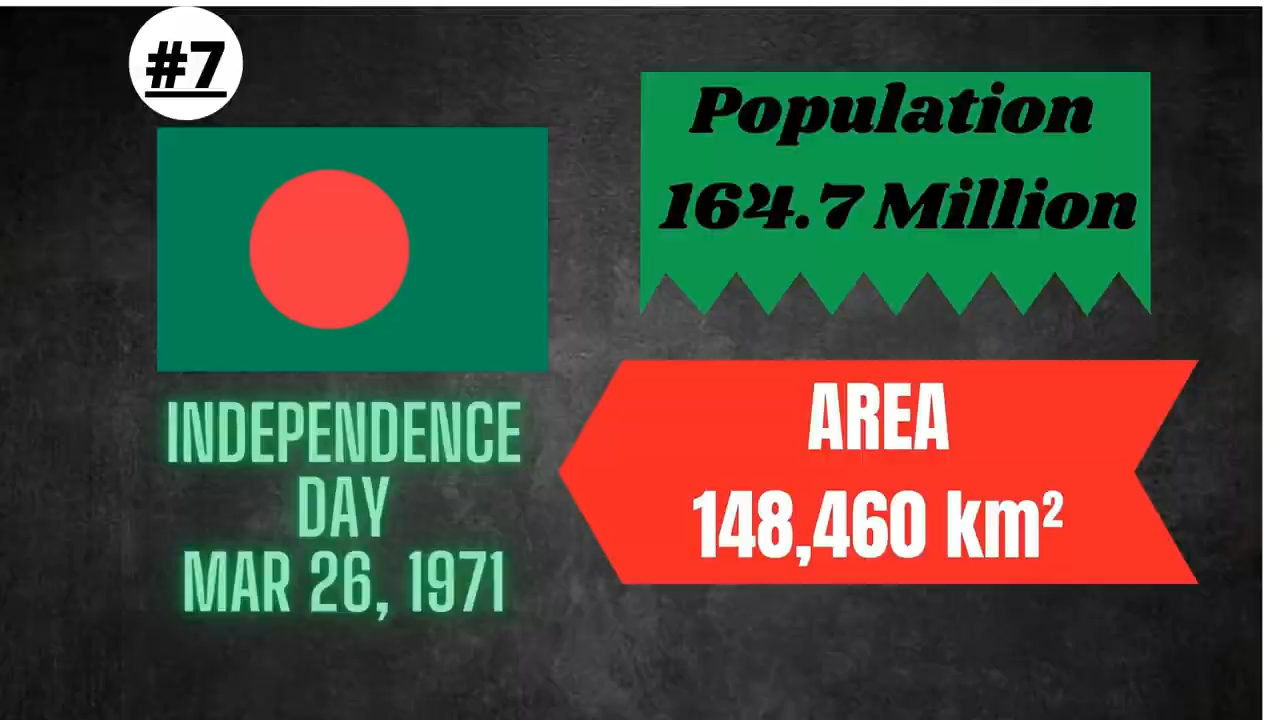 #7
Population
164.7 Million
INDEPENDENCE
DAY
MAR 26, 1971
AREA
148,460 km²